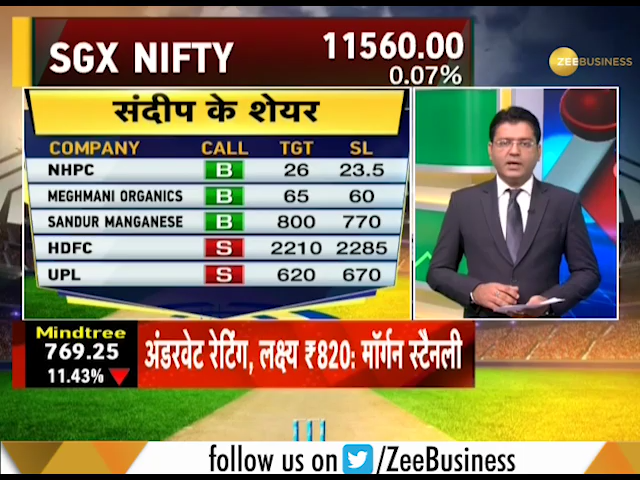 SGX NIFTY
11560.00
0.07%
ZEEBUSINESS
संदीप के शेयर
COMPANY CALL TGT SL
NHPC B 26 23.5
MEGHMANI ORGANICS B 65 60
SANDUR MANGANESE B 800 770
HDFC S 2210 2285
UPL S 620 670
Mindtree
769.25
11.43%
अंडरवेट रेटिंग, लक्ष्य ₹820: मॉर्गन स्टैनली
follow us on /ZeeBusiness